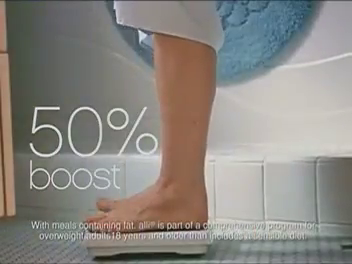 50%
boost
With meals containing fat. alli® is part of a comprehensive program for
overweight adults 18 years and older than includes a sensible diet.